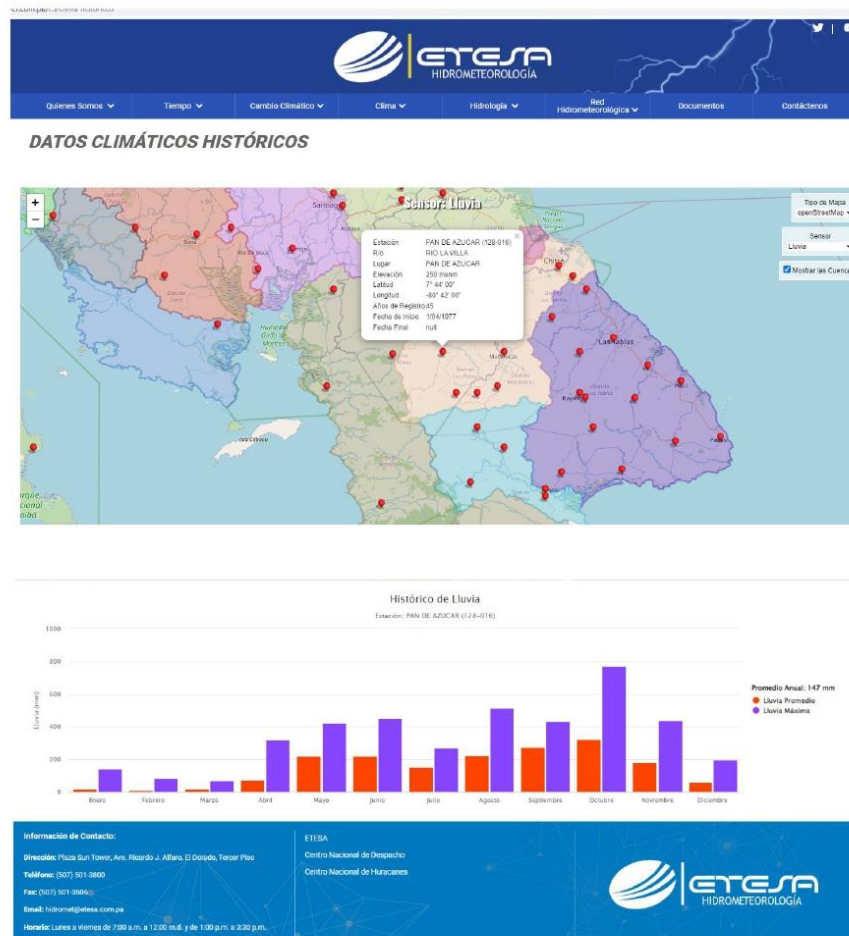 ETESA
HIDROMETEOROLOGÍA
Quienes Somos
Tiempo
Cambio Climático
Clima
Hidrología
Red
Hidrometeorológica
Documentos
Contáctenos
DATOS CLIMÁTICOS HISTÓRICOS
+
−
Sensor: Lluvia
Tipo de Mapa
openStreetMap
Sensor
Lluvia
Mostrar las Cuenca
Estación PAN DE AZUCAR (128-016)
Río RIO LA VILLA
Lugar PAN DE AZUCAR
Elevación 250 msnm
Latitud 7° 44' 00"
Longitud -80° 42' 00"
Años de Registro 45
Fecha de Inicio 1/04/1977
Fecha Final null
Las Tablas
Histórico de Lluvia
Estación: PAN DE AZUCAR (128-016)
Lluvia (mm)
1000
800
600
400
200
0
Enero Febrero Marzo Abril Mayo Junio Julio Agosto Septiembre Octubre Noviembre Diciembre
Promedio Anual: 147 mm
Lluvia Promedio
Lluvia Máxima
Información de Contacto:
Dirección: Plaza Sun Tower, Ave. Ricardo J. Alfaro, El Dorado, Tercer Piso
Teléfono: (507) 501-3800
Fax: (507) 501-3506
Email: hidromet@etesa.com.pa
Horario: Lunes a viernes de 7:00 a.m. a 12:00 m.d. y de 1:00 p.m. a 3:30 p.m.
ETESA
Centro Nacional de Despacho
Centro Nacional de Huracanes
ETESA
HIDROMETEOROLOGÍA